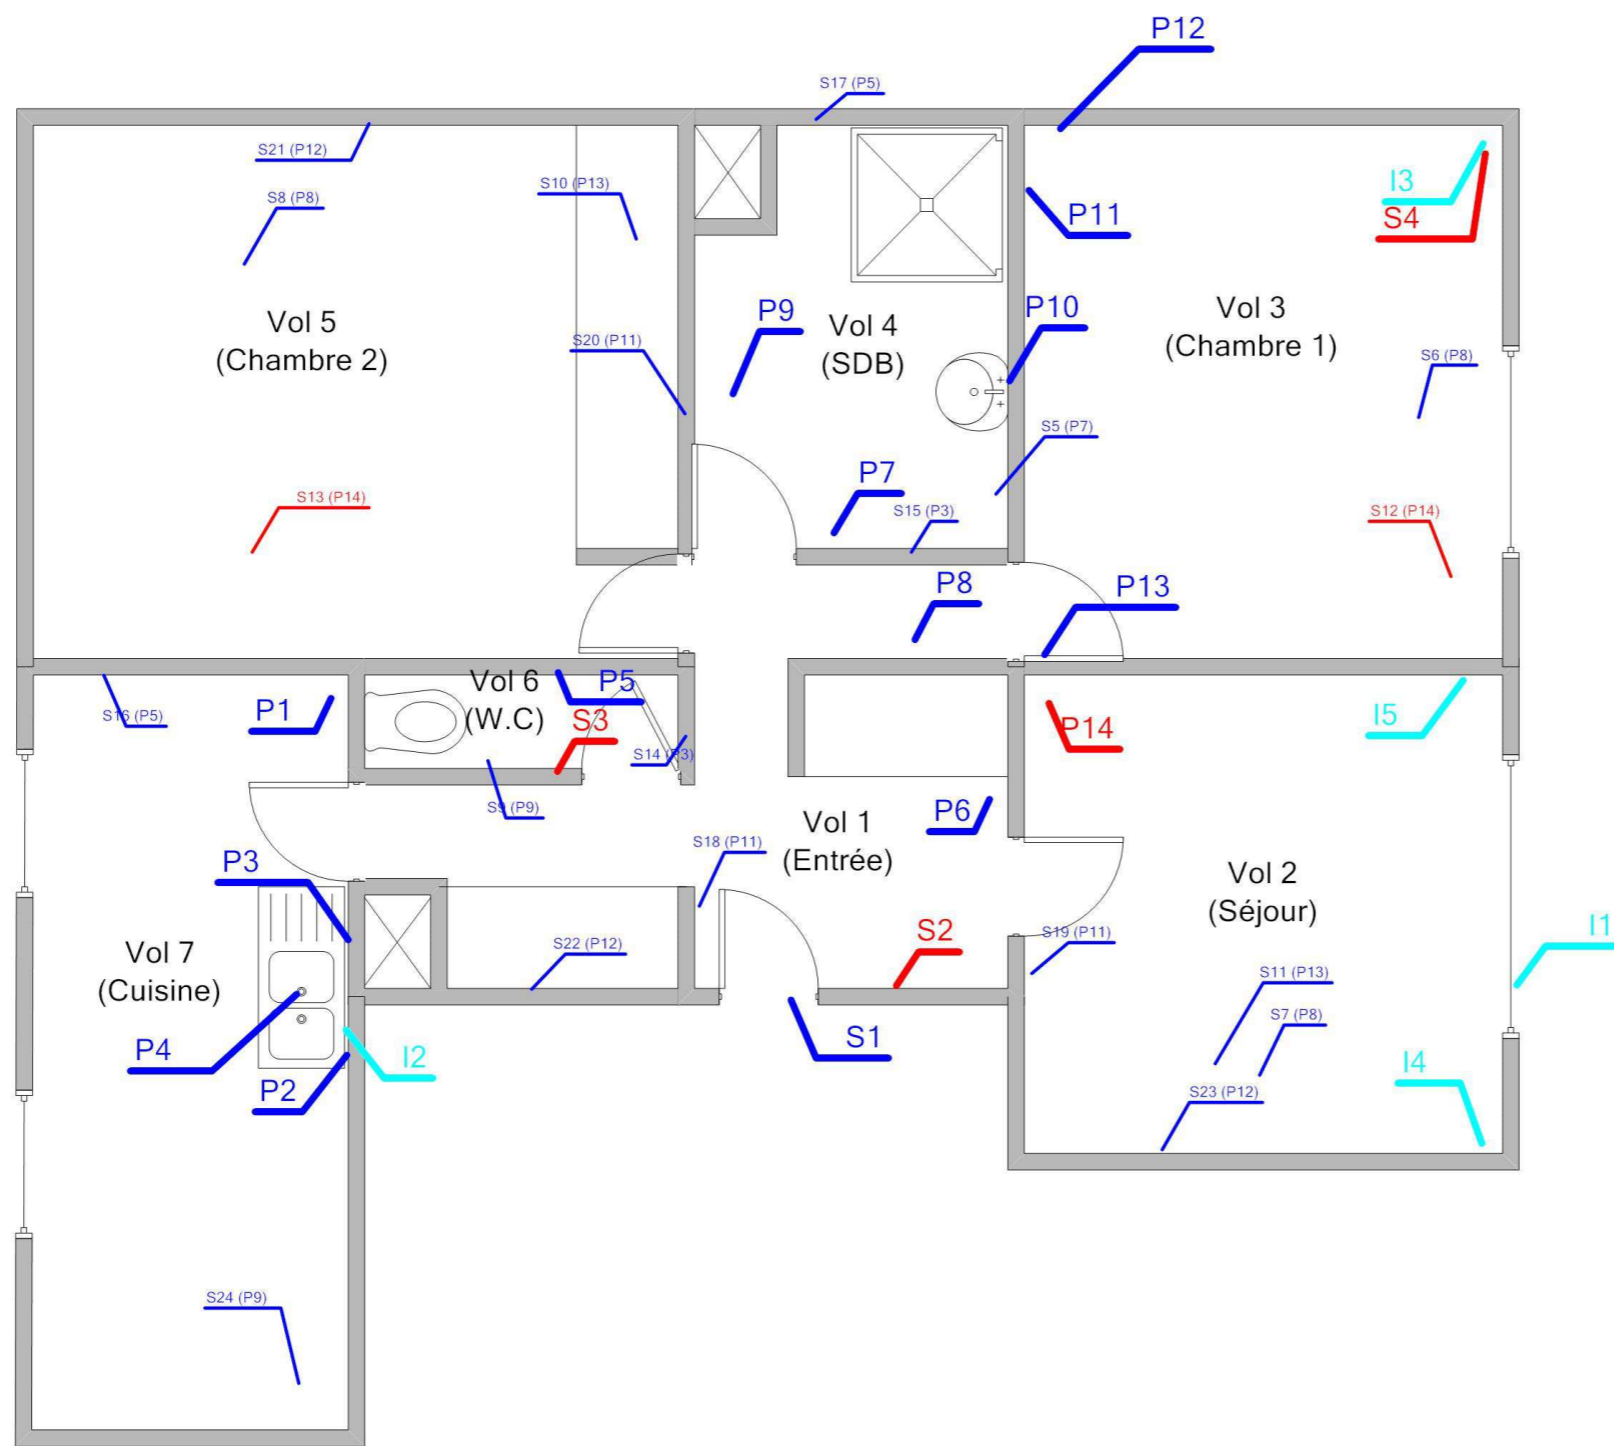 P12
S17 (P5)
S21 (P12)
S8 (P8)
S10 (P13)
I3
S4
P11
Vol 5
(Chambre 2)
P9
Vol 4
(SDB)
P10
Vol 3
(Chambre 1)
S20 (P11)
S6 (P8)
S5 (P7)
P7
S13 (P14)
S15 (P3)
S12 (P14)
P8
P13
S16 (P5)
P1
Vol 6
(W.C)
P5
S3
S14 (P3)
P14
I5
S9 (P9)
P6
Vol 1
(Entrée)
S18 (P11)
P3
Vol 2
(Séjour)
S2
S19 (P11)
I1
Vol 7
(Cuisine)
S22 (P12)
S11 (P13)
S7 (P8)
P4
I2
S1
I4
P2
S23 (P12)
S24 (P9)